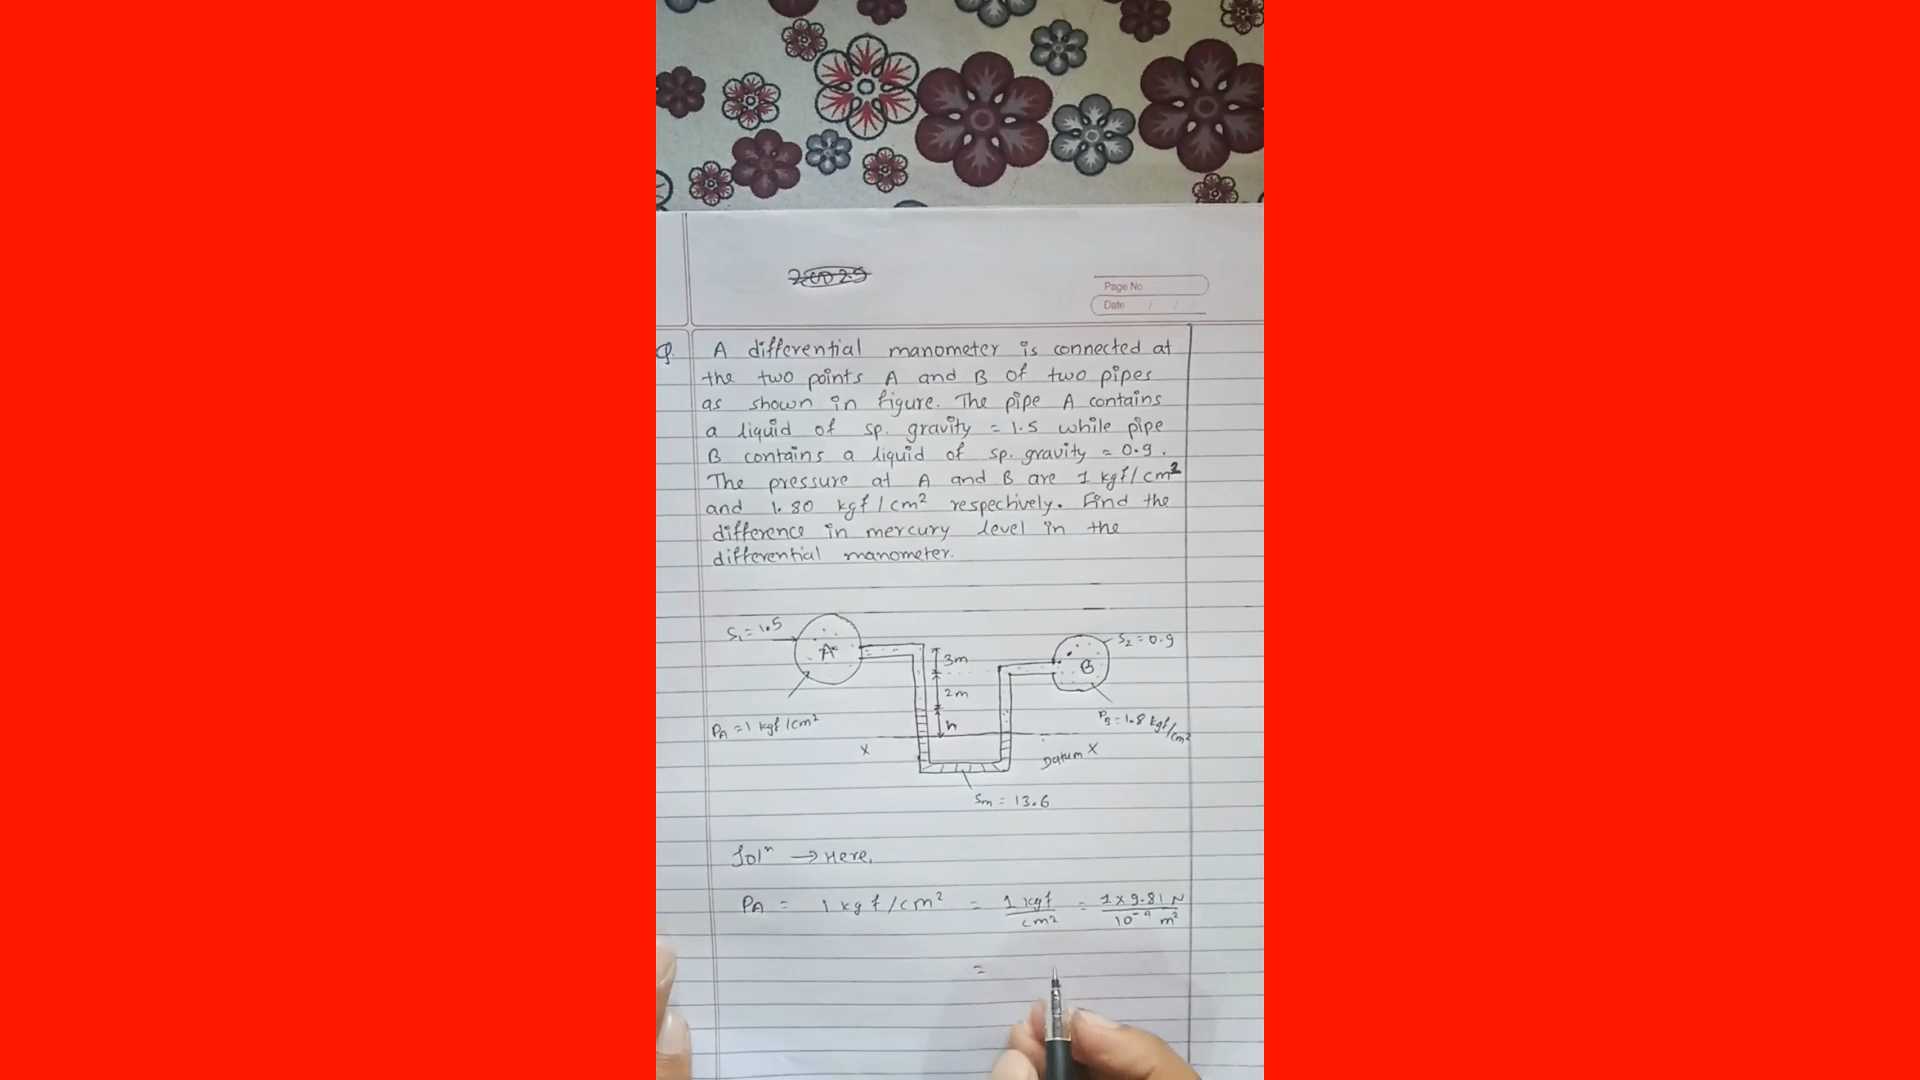 Page No
Date / /
Q. A differential manometer is connected at
the two points A and B of two pipes
as shown in figure. The pipe A contains
a liquid of sp. gravity = 1.5 while pipe
B contains a liquid of sp. gravity = 0.9.
The pressure at A and B are 1 kgf/cm²
and 1.80 kgf/cm² respectively. Find the
difference in mercury level in the
differential manometer.
S₁ = 1.5
A
S₂ = 0.9
B
3m
2m
h
PA = 1 kgf/cm²
PB = 1.8 kgf/cm²
X
Datum X
Sm = 13.6
Solⁿ → Here,
PA = 1 kgf/cm² = 1 kgf/cm² = 1 x 9.81 N/10⁻⁴ m²
=